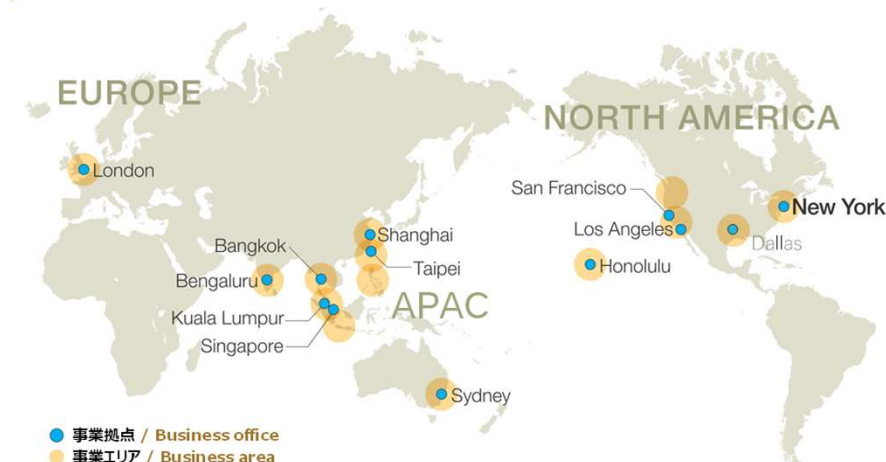 EUROPE
NORTH AMERICA
London
San Francisco
New York
Los Angeles
Dallas
Shanghai
Bangkok
Taipei
Honolulu
Bengaluru
APAC
Kuala Lumpur
Singapore
Sydney
事業拠点 / Business office
事業エリア / Business area